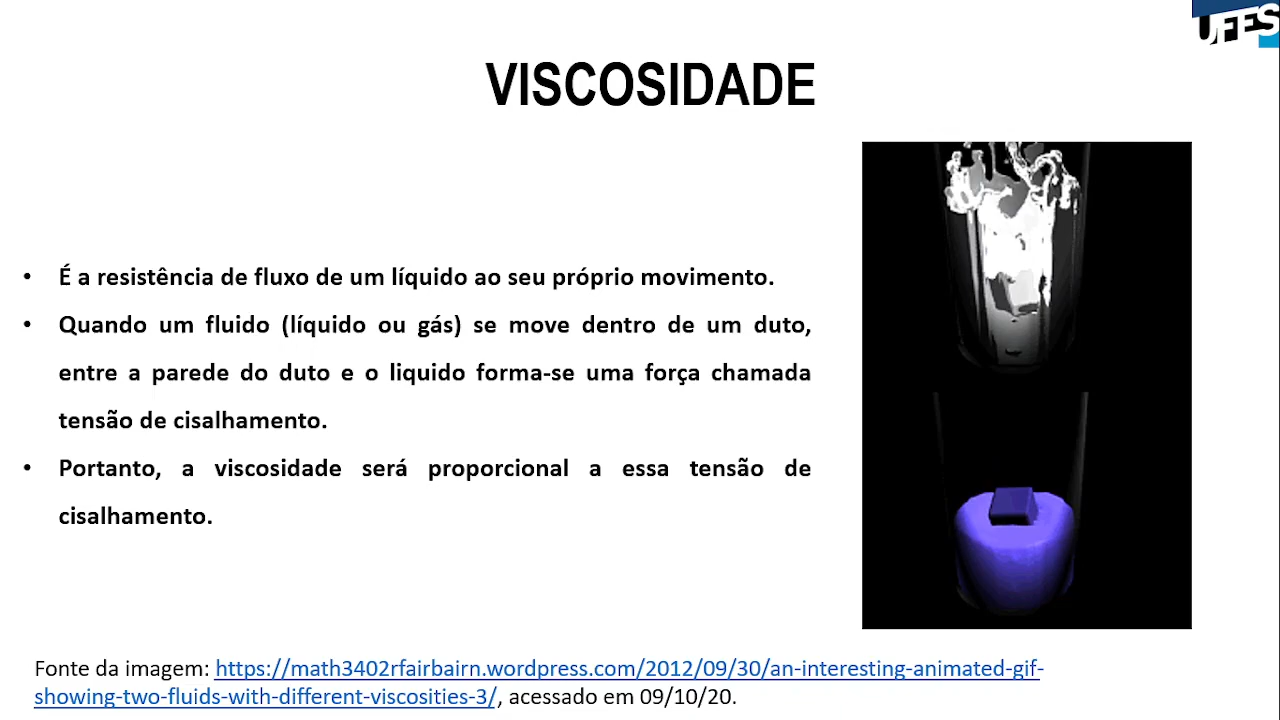 UFES
VISCOSIDADE
• É a resistência de fluxo de um líquido ao seu próprio movimento.
• Quando um fluido (líquido ou gás) se move dentro de um duto,
entre a parede do duto e o liquido forma-se uma força chamada
tensão de cisalhamento.
• Portanto, a viscosidade será proporcional a essa tensão de
cisalhamento.
Fonte da imagem: https://math3402rfairbairn.wordpress.com/2012/09/30/an-interesting-animated-gif-
showing-two-fluids-with-different-viscosities-3/, acessado em 09/10/20.